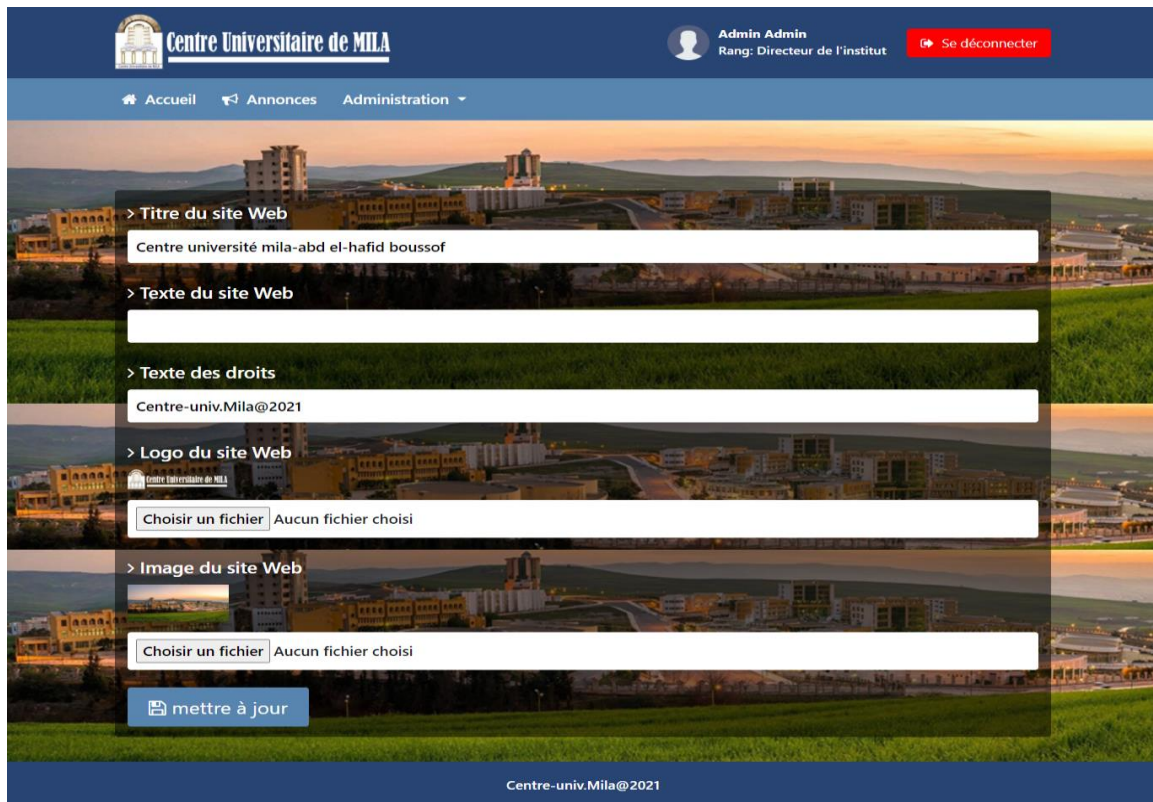 Centre Universitaire de MILA
Admin Admin
Rang: Directeur de l'institut
Se déconnecter
Accueil Annonces Administration
> Titre du site Web
Centre université mila-abd el-hafid boussof
> Texte du site Web
> Texte des droits
Centre-univ.Mila@2021
> Logo du site Web
Centre Universitaire de MILA
Choisir un fichier Aucun fichier choisi
> Image du site Web
Choisir un fichier Aucun fichier choisi
mettre à jour
Centre-univ.Mila@2021